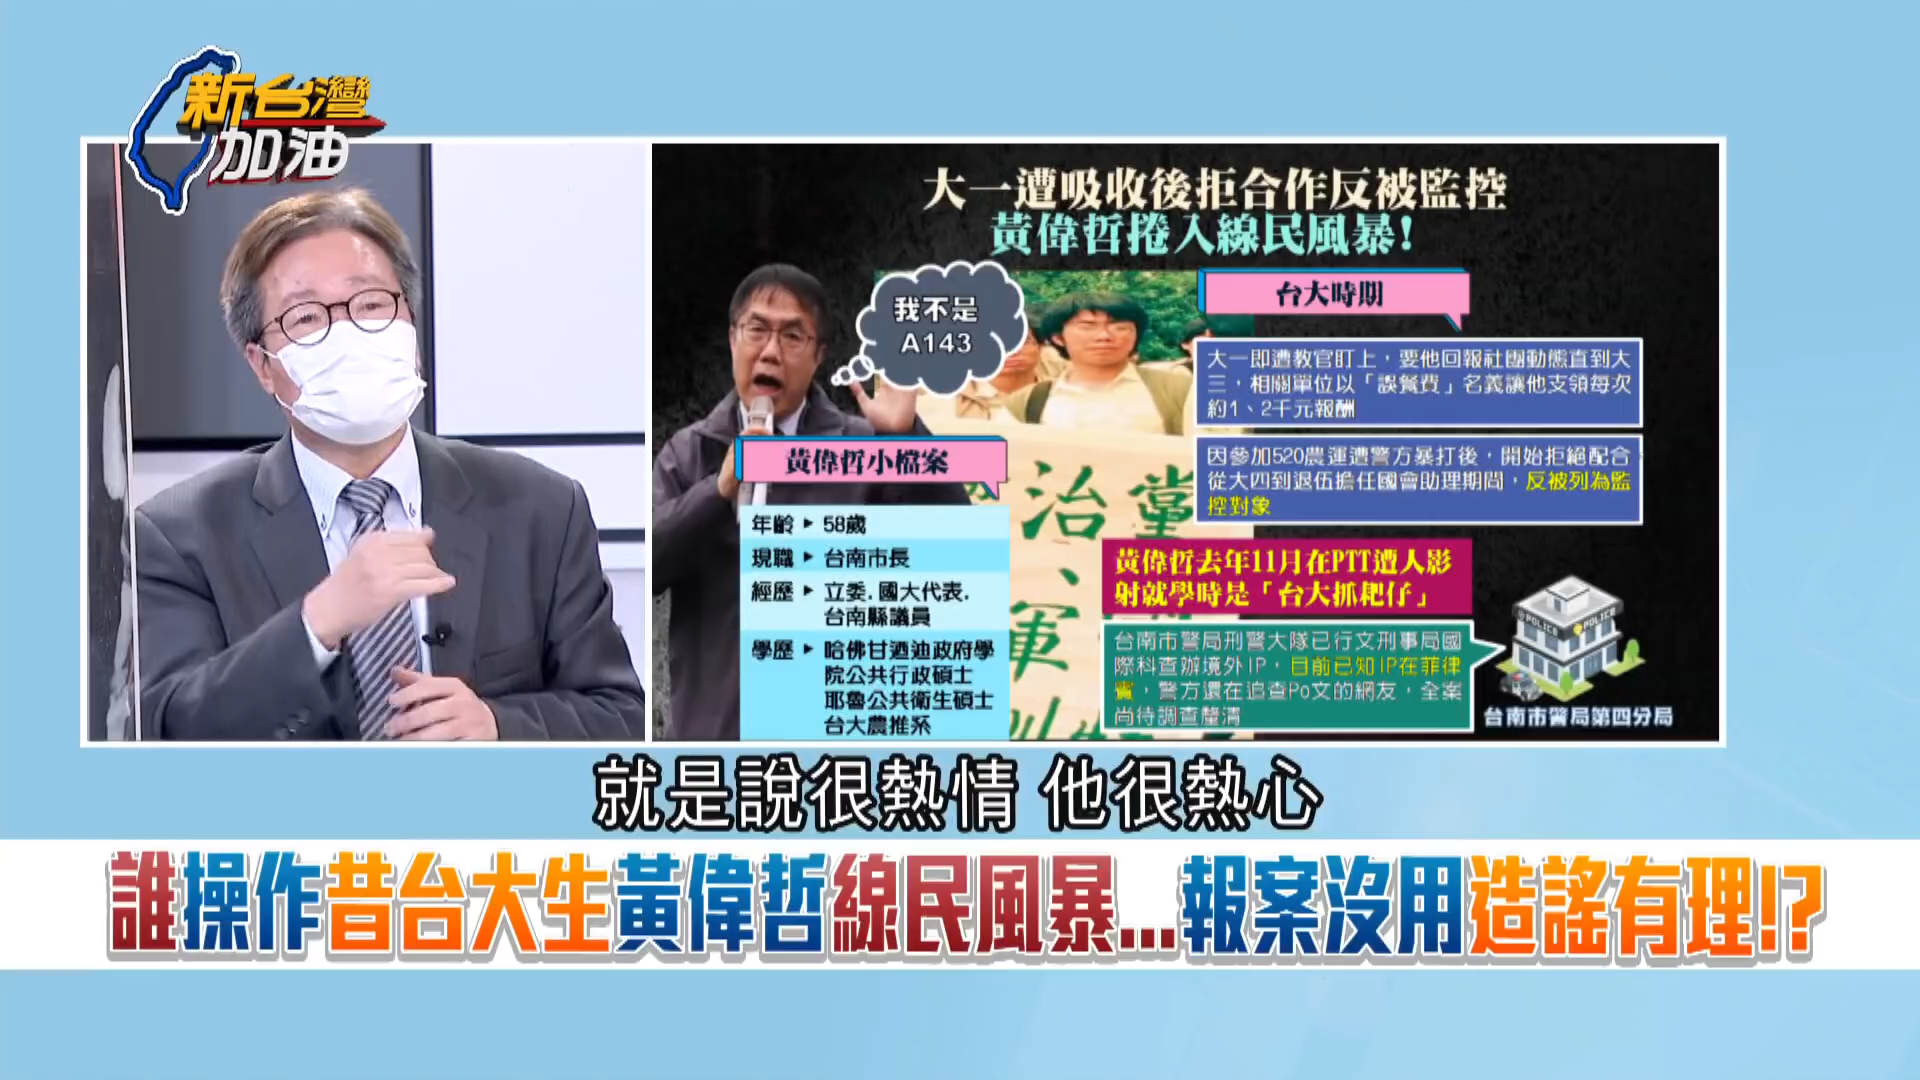 新台灣
加油
大一遭吸收後拒合作反被監控
黃偉哲捲入線民風暴!
我不是
A143
台大時期
大一即遭教官盯上，要他回報社團動態直到大
三，相關單位以「誤餐費」名義讓他支領每次
約1、2千元報酬
因參加520農運遭警方暴打後，開始拒絕配合
從大四到退伍擔任國會助理期間，反被列為監
控對象
黃偉哲小檔案
年齡▶58歲
現職▶台南市長
經歷▶立委.國大代表.
台南縣議員
學歷▶哈佛甘迺迪政府學
院公共行政碩士
耶魯公共衛生碩士
台大農推系
治黨
、
軍
黃偉哲去年11月在PTT遭人影
射就學時是「台大抓耙仔」
台南市警局刑警大隊已行文刑事局國
際科查辦境外IP，目前已知IP在菲律
賓，警方還在追查Po文的網友，全案
尚待調查釐清
POLICE
POLICE
台南市警局第四分局
就是說很熱情 他很熱心
誰操作昔台大生黃偉哲線民風暴...報案沒用造謠有理!?